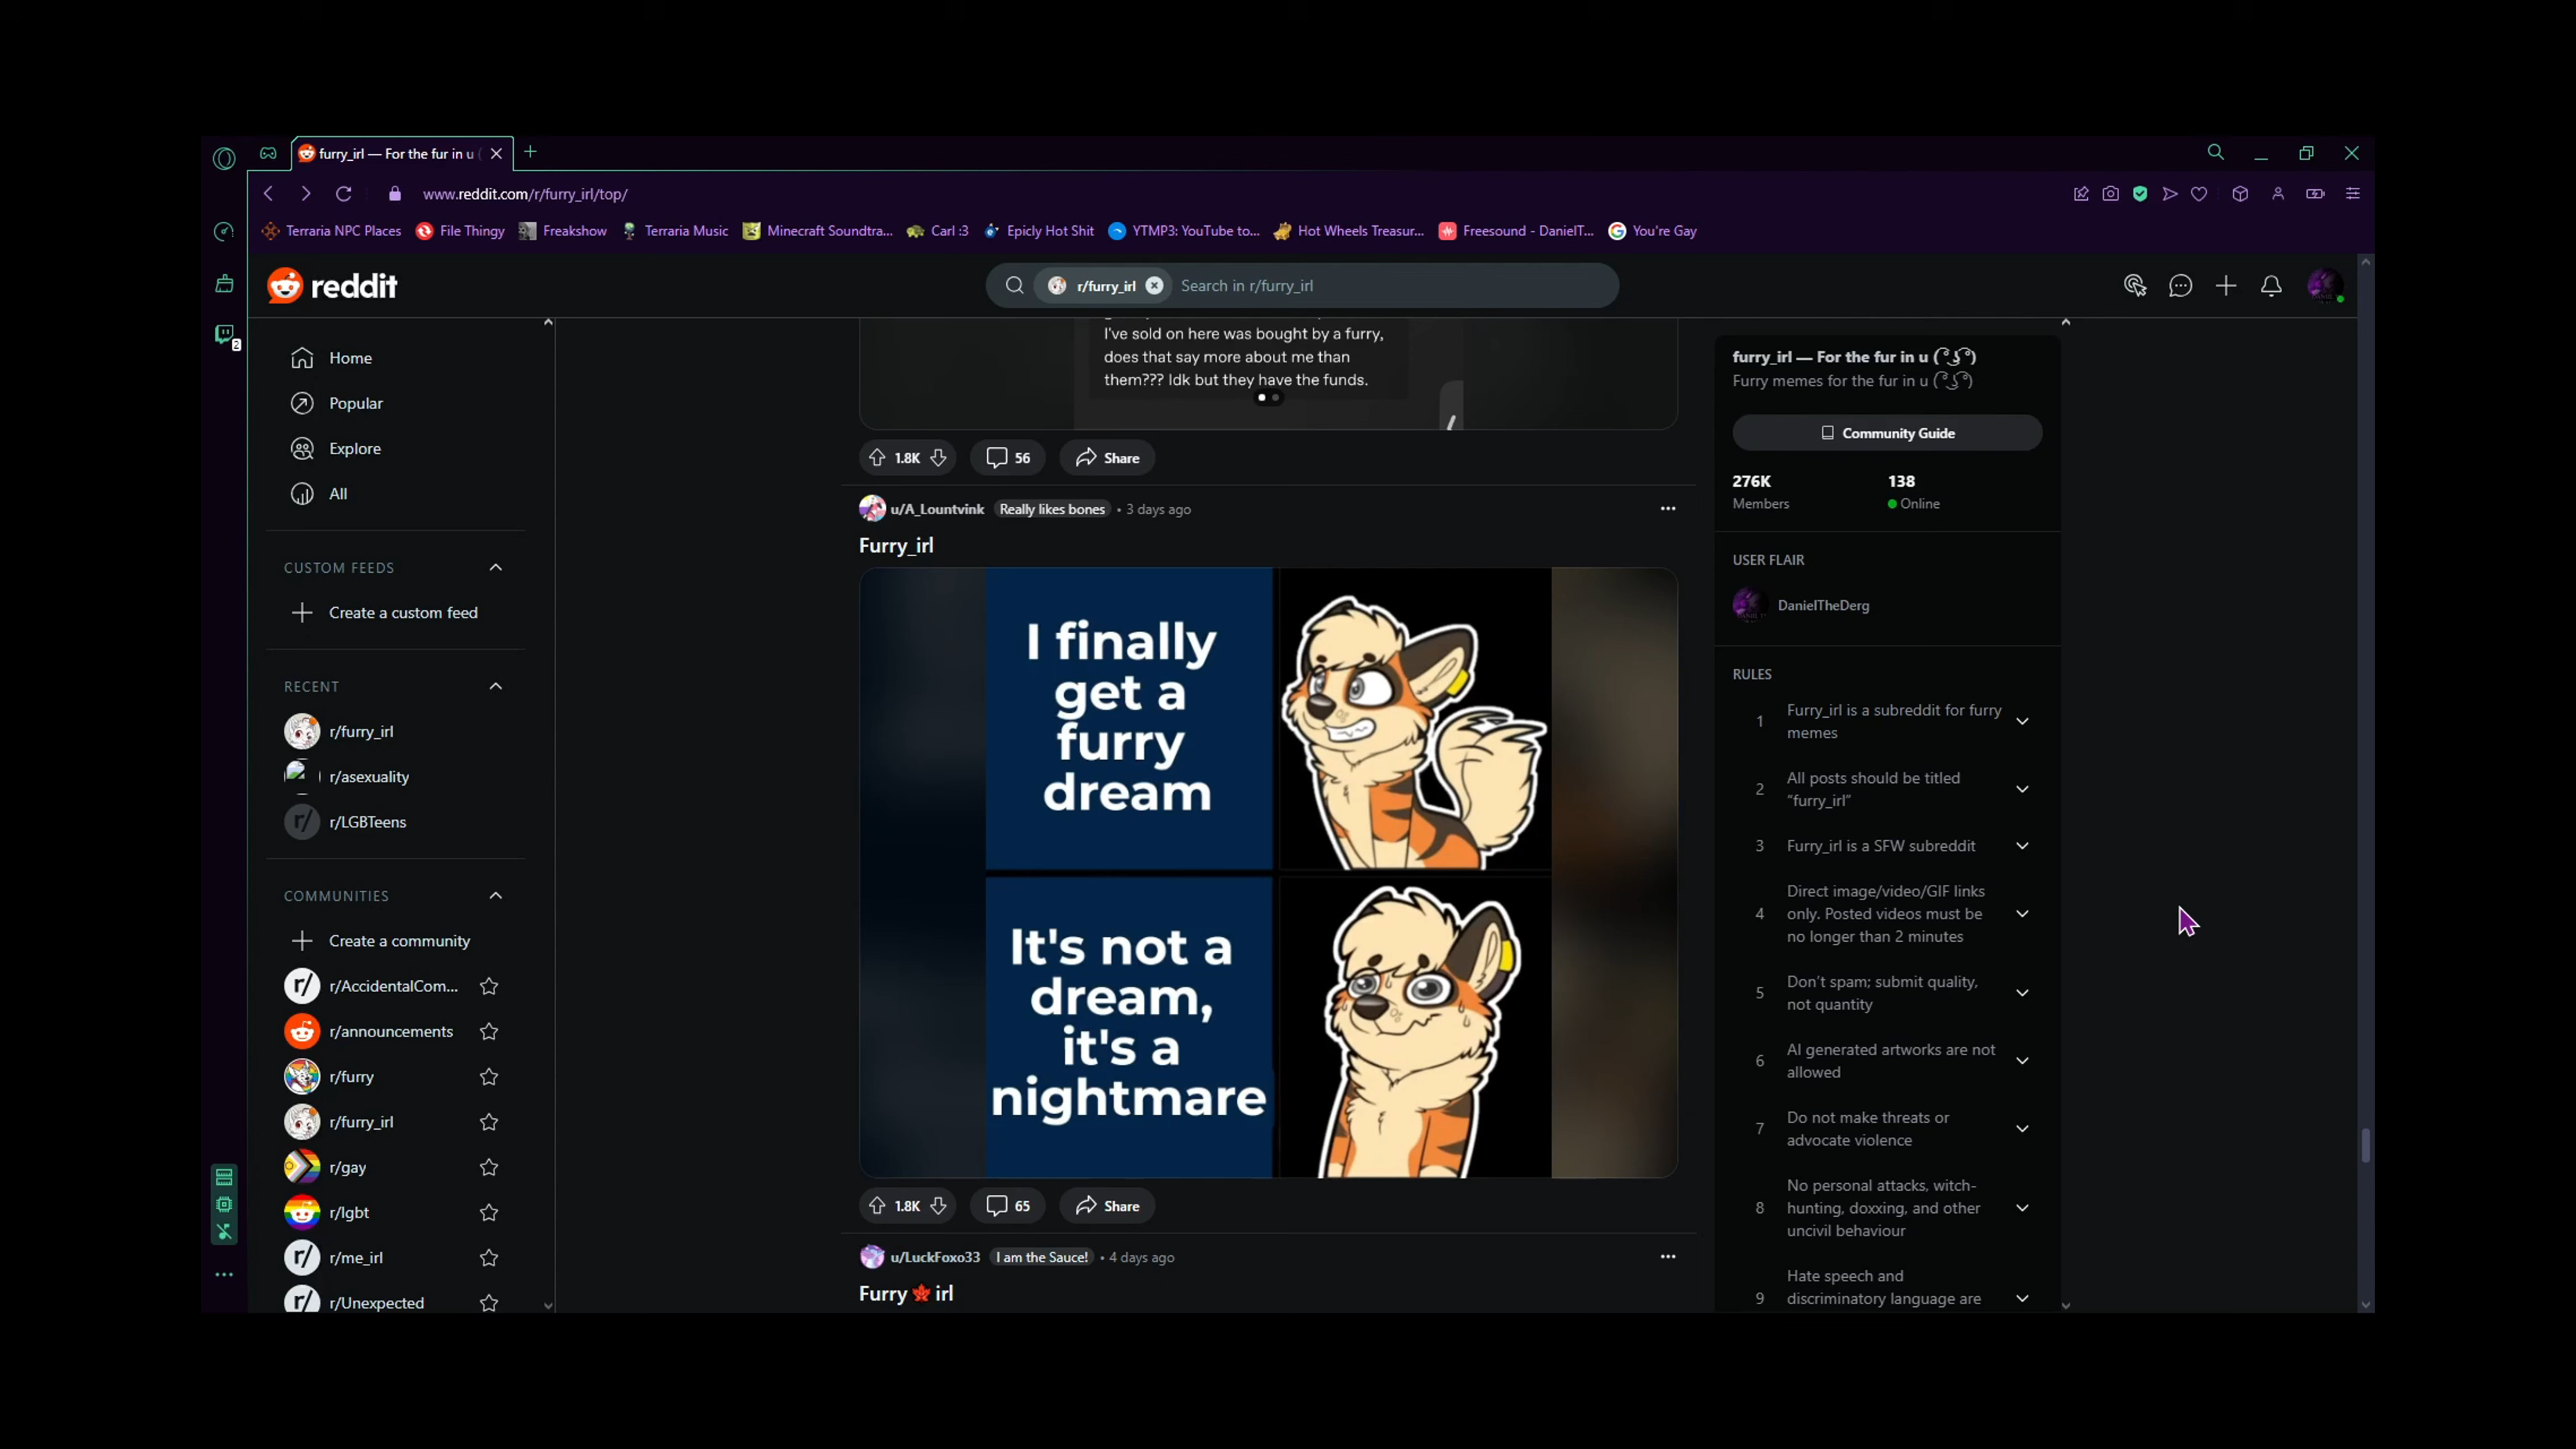 furry_irl — For the fur in u (
www.reddit.com/r/furry_irl/top/
Terraria NPC Places
File Thingy
Freakshow
Terraria Music
Minecraft Soundtra...
Carl :3
Epicly Hot Shit
YTMP3: YouTube to...
Hot Wheels Treasur...
Freesound - DanielT...
You're Gay
2
reddit
r/furry_irl
Search in r/furry_irl
Home
Popular
Explore
All
CUSTOM FEEDS
Create a custom feed
RECENT
r/furry_irl
r/asexuality
r/LGBTeens
COMMUNITIES
Create a community
r/AccidentalCom...
r/announcements
r/furry
r/furry_irl
r/gay
r/lgbt
r/me_irl
r/Unexpected
I've sold on here was bought by a furry,
does that say more about me than
them??? Idk but they have the funds.
1.8K
56
Share
u/A_Lountvink Really likes bones • 3 days ago
Furry_irl
I finally
get a
furry
dream
It's not a
dream,
it's a
nightmare
1.8K
65
Share
u/LuckFoxo33 I am the Sauce! • 4 days ago
Furry 🍁 irl
furry_irl — For the fur in u ( ͡° ͜ʖ ͡°)
Furry memes for the fur in u ( ͡° ͜ʖ ͡°)
Community Guide
276K
Members
138
Online
USER FLAIR
DanielTheDerg
RULES
1 Furry_irl is a subreddit for furry
memes
2 All posts should be titled
“furry_irl”
3 Furry_irl is a SFW subreddit
4 Direct image/video/GIF links
only. Posted videos must be
no longer than 2 minutes
5 Don’t spam; submit quality,
not quantity
6 AI generated artworks are not
allowed
7 Do not make threats or
advocate violence
8 No personal attacks, witch-
hunting, doxxing, and other
uncivil behaviour
9 Hate speech and
discriminatory language are